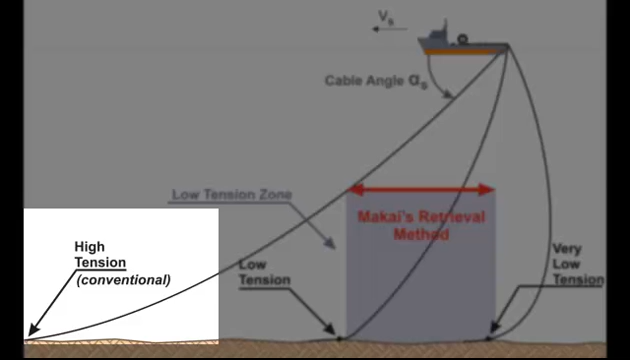 Vs
Cable Angle αs
Low Tension Zone
Makai's Retrieval
Method
High
Tension
(conventional)
Low
Tension
Very
Low
Tension